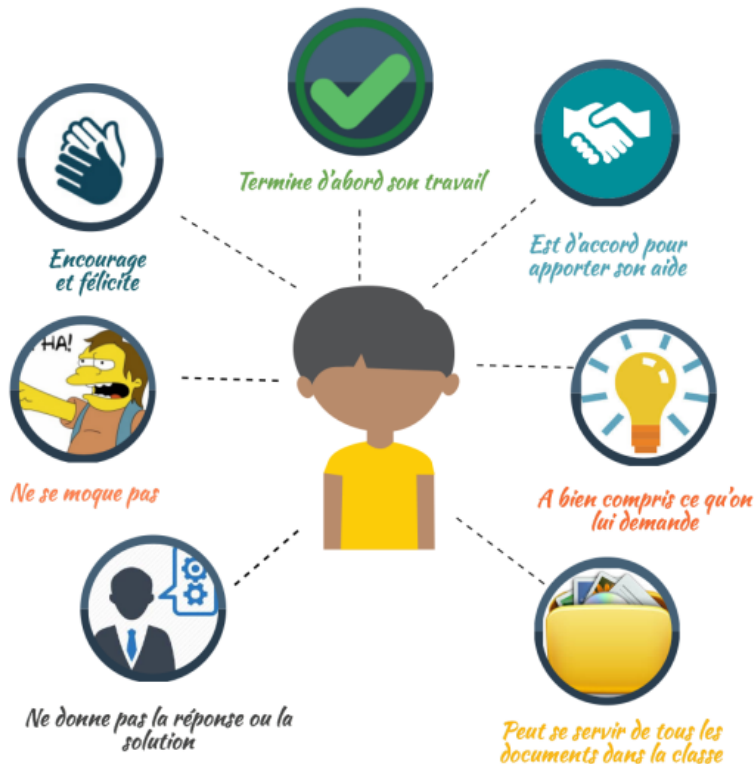 Termine d'abord son travail
Encourage
et félicite
Est d'accord pour
apporter son aide
HA!
Ne se moque pas
A bien compris ce qu'on
lui demande
Ne donne pas la réponse ou la
solution
Peut se servir de tous les
documents dans la classe